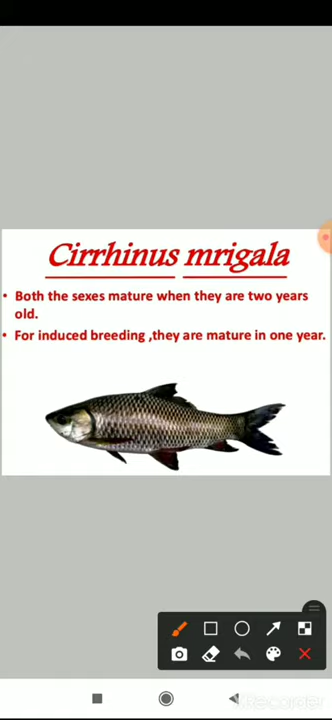 Cirrhinus mrigala
• Both the sexes mature when they are two years
old.
• For induced breeding ,they are mature in one year.
XRecorder